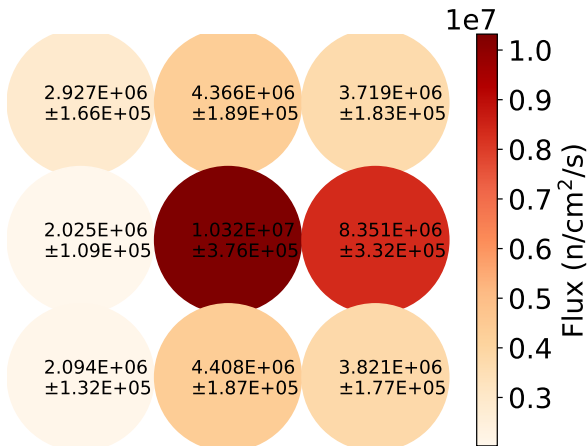 1e7
2.927E+06
±1.66E+05
4.366E+06
±1.89E+05
3.719E+06
±1.83E+05
2.025E+06
±1.09E+05
1.032E+07
±3.76E+05
8.351E+06
±3.32E+05
2.094E+06
±1.32E+05
4.408E+06
±1.87E+05
3.821E+06
±1.77E+05
1.0
0.9
0.8
0.7
0.6
0.5
0.4
0.3
Flux (n/cm²/s)